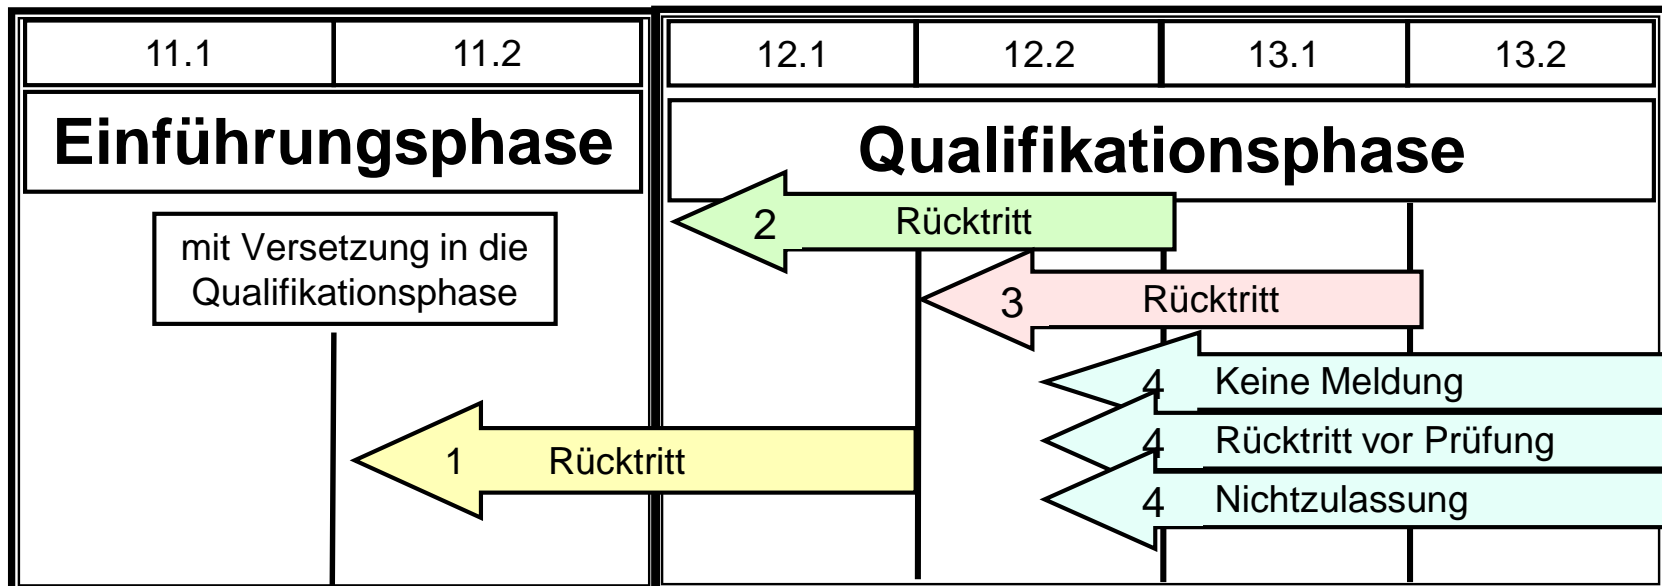 11.1
11.2
12.1
12.2
13.1
13.2
Einführungsphase
Qualifikationsphase
2 Rücktritt
mit Versetzung in die
Qualifikationsphase
3 Rücktritt
4 Keine Meldung
4 Rücktritt vor Prüfung
1 Rücktritt
4 Nichtzulassung